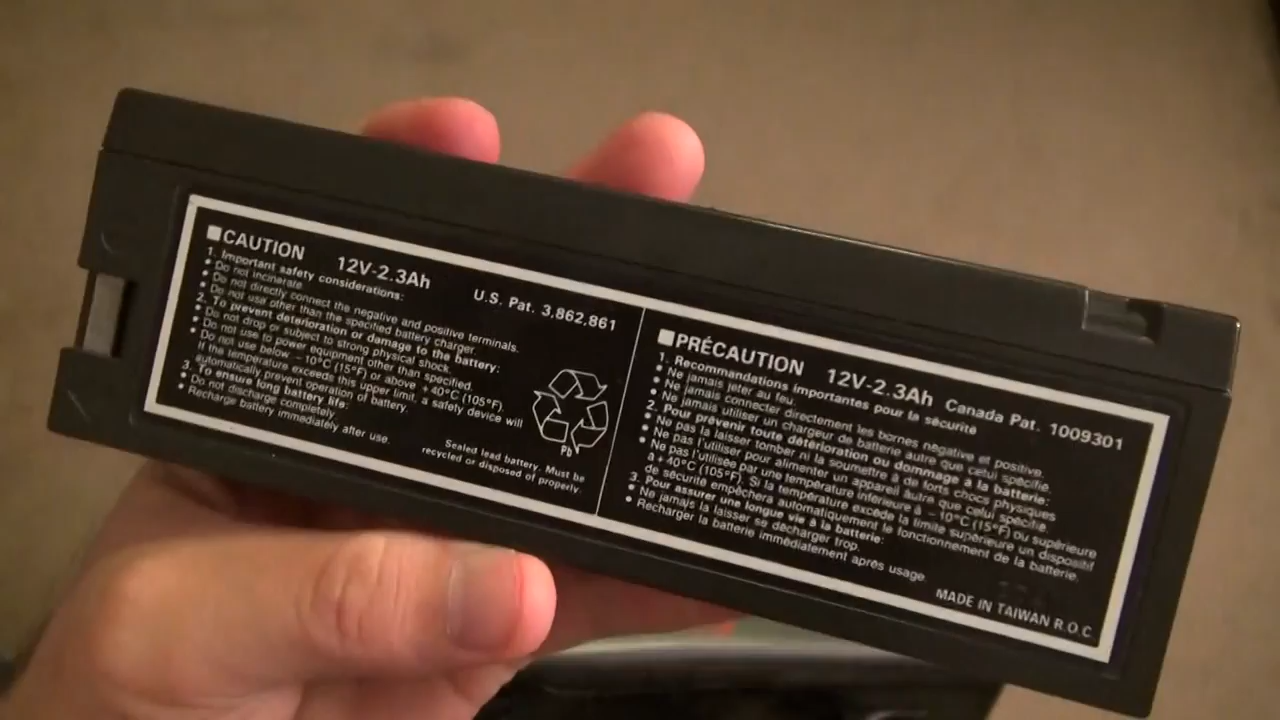 ■CAUTION 12V-2.3Ah U.S. Pat. 3,862,861
1. Important safety considerations:
• Do not incinerate.
• Do not directly connect the negative and positive terminals.
• Do not use other than the specified battery charger.
2. To prevent deterioration or damage to the battery:
• Do not drop or subject to strong physical shock.
• Do not use to power equipment other than specified.
• Do not use below -10°C (15°F) or above +40°C (105°F).
If the temperature exceeds this upper limit, a safety device will
automatically prevent operation of battery.
3. To ensure long battery life:
• Do not discharge completely.
• Recharge battery immediately after use.
Pb
Sealed lead battery. Must be
recycled or disposed of properly.
■PRÉCAUTION 12V-2.3Ah Canada Pat. 1009301
1. Recommandations importantes pour la sécurité
• Ne jamais jeter au feu.
• Ne jamais connecter directement les bornes negative et positive.
• Ne jamais utiliser un chargeur de batterie autre que celui spécifie.
2. Pour prévenir toute détérioration ou dommage à la batterie:
• Ne pas la laisser tomber ni la soumettre à de forts chocs physiques
• Ne pas l'utiliser pour alimenter un appareil autre que celui spécifie.
• Ne pas l'utilisée par une température inférieure à -10°C (15°F) ou supérieure
a +40°C (105°F). Si la température excède la limite supérieure un dispositif
de sécurité empêchera automatiquement le fonctionnement de la batterie.
3. Pour assurer une longue vie à la batterie:
• Ne jamais la laisser se décharger trop.
• Recharger la batterie immédiatement après usage.
MADE IN TAIWAN R.O.C.